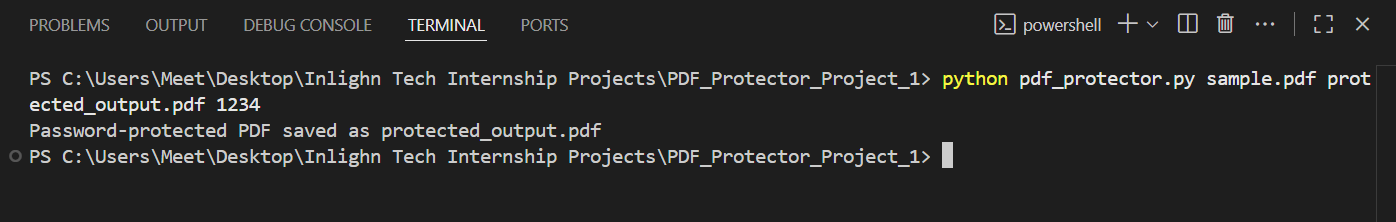 PROBLEMS OUTPUT DEBUG CONSOLE TERMINAL PORTS powershell
PS C:\Users\Meet\Desktop\Inlighn Tech Internship Projects\PDF_Protector_Project_1> python pdf_protector.py sample.pdf prot
ected_output.pdf 1234
Password-protected PDF saved as protected_output.pdf
PS C:\Users\Meet\Desktop\Inlighn Tech Internship Projects\PDF_Protector_Project_1>